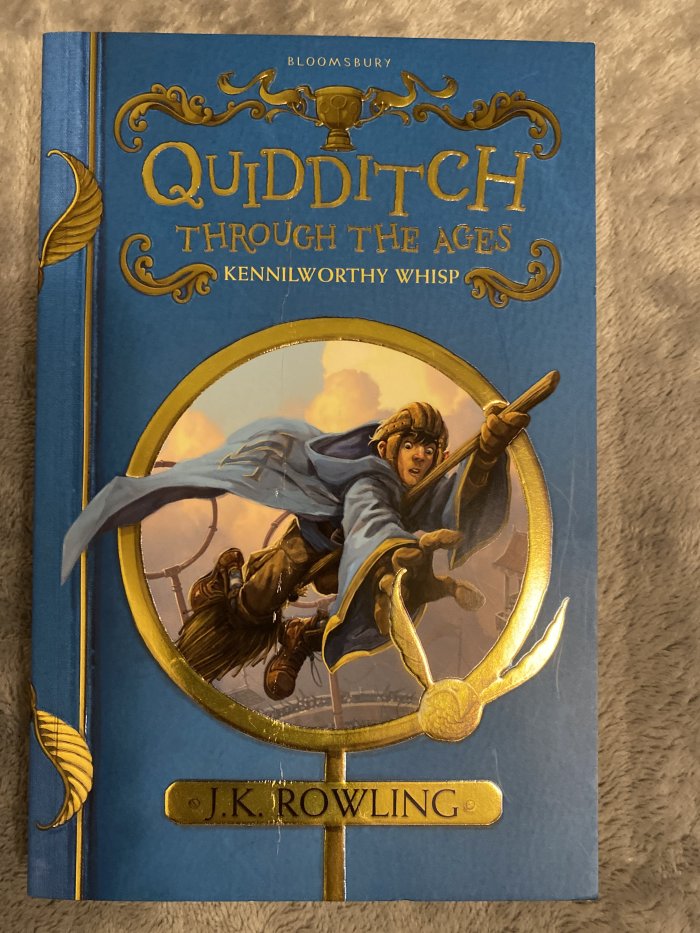 BLOOMSBURY
QUIDDITCH
THROUGH THE AGES
KENNILWORTHY WHISP
J.K. ROWLING